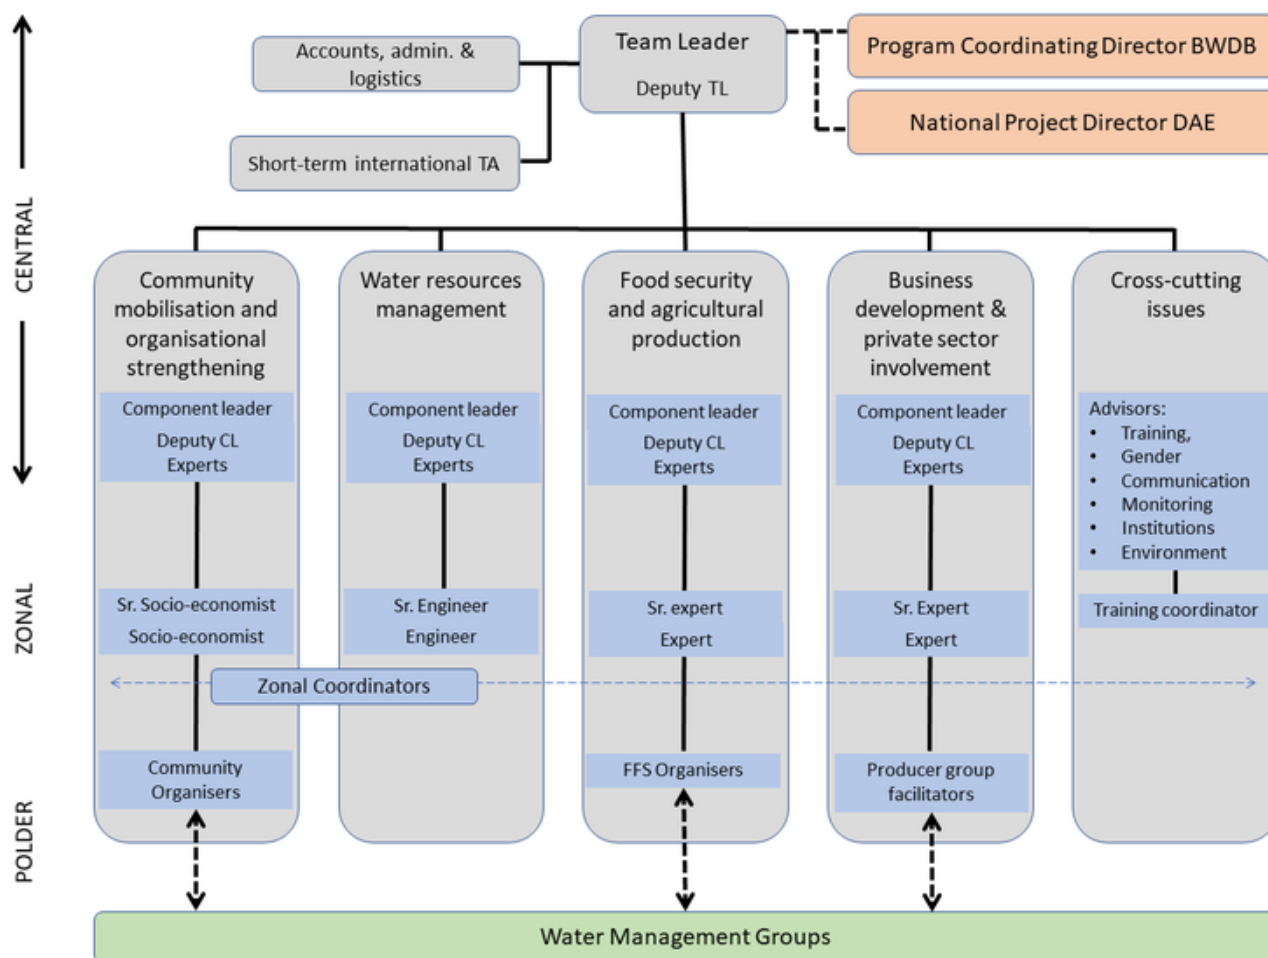 Accounts, admin. &
logistics
Team Leader
Deputy TL
Program Coordinating Director BWDB
National Project Director DAE
Short-term international TA
CENTRAL
ZONAL
POLDER
Community
mobilisation and
organisational
strengthening
Component leader
Deputy CL
Experts
Sr. Socio-economist
Socio-economist
Community
Organisers
Water resources
management
Component leader
Deputy CL
Experts
Sr. Engineer
Engineer
Food security
and agricultural
production
Component leader
Deputy CL
Experts
Sr. expert
Expert
FFS Organisers
Business
development &
private sector
involvement
Component leader
Deputy CL
Experts
Sr. Expert
Expert
Producer group
facilitators
Cross-cutting
issues
Advisors:
• Training,
• Gender
• Communication
• Monitoring
• Institutions
• Environment
Training coordinator
Zonal Coordinators
Water Management Groups